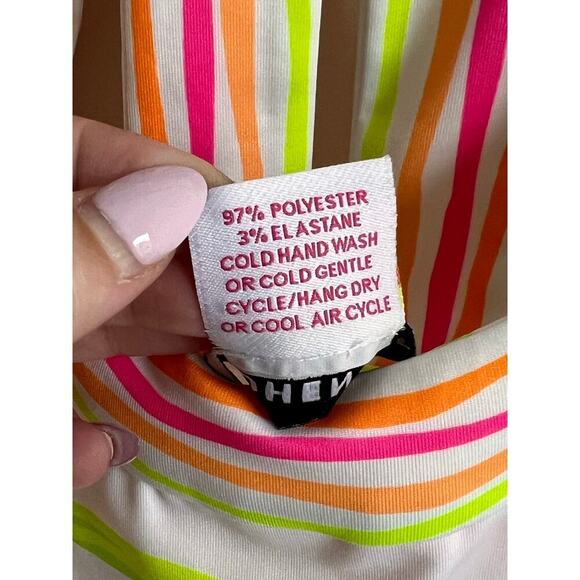 97% POLYESTER
3% ELASTANE
COLD HAND WASH
OR COLD GENTLE
CYCLE/HANG DRY
OR COOL AIR CYCLE